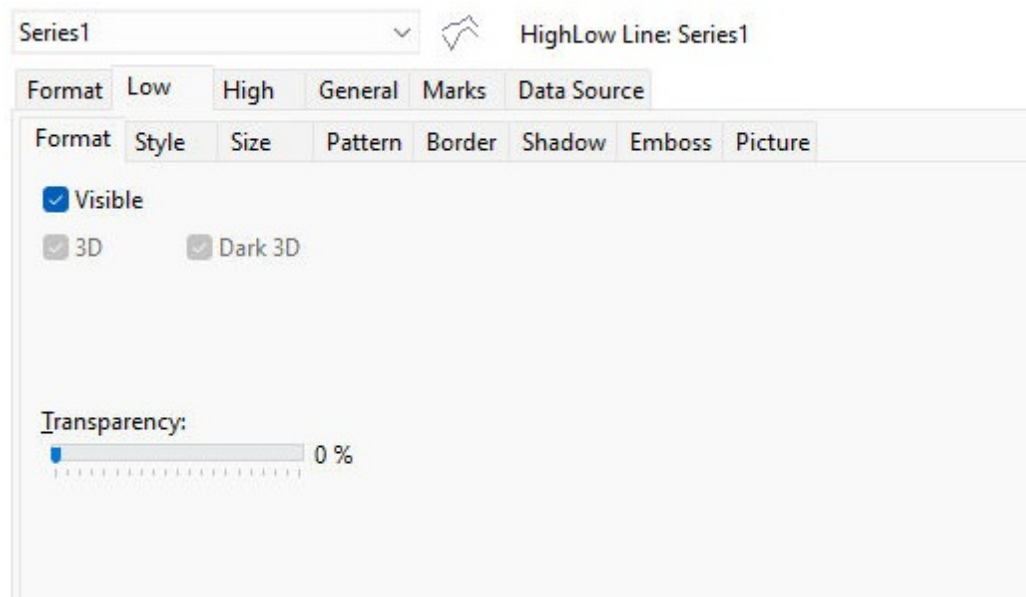 Series1 HighLow Line: Series1
Format Low High General Marks Data Source
Format Style Size Pattern Border Shadow Emboss Picture
Visible
3D Dark 3D
Transparency:
0 %